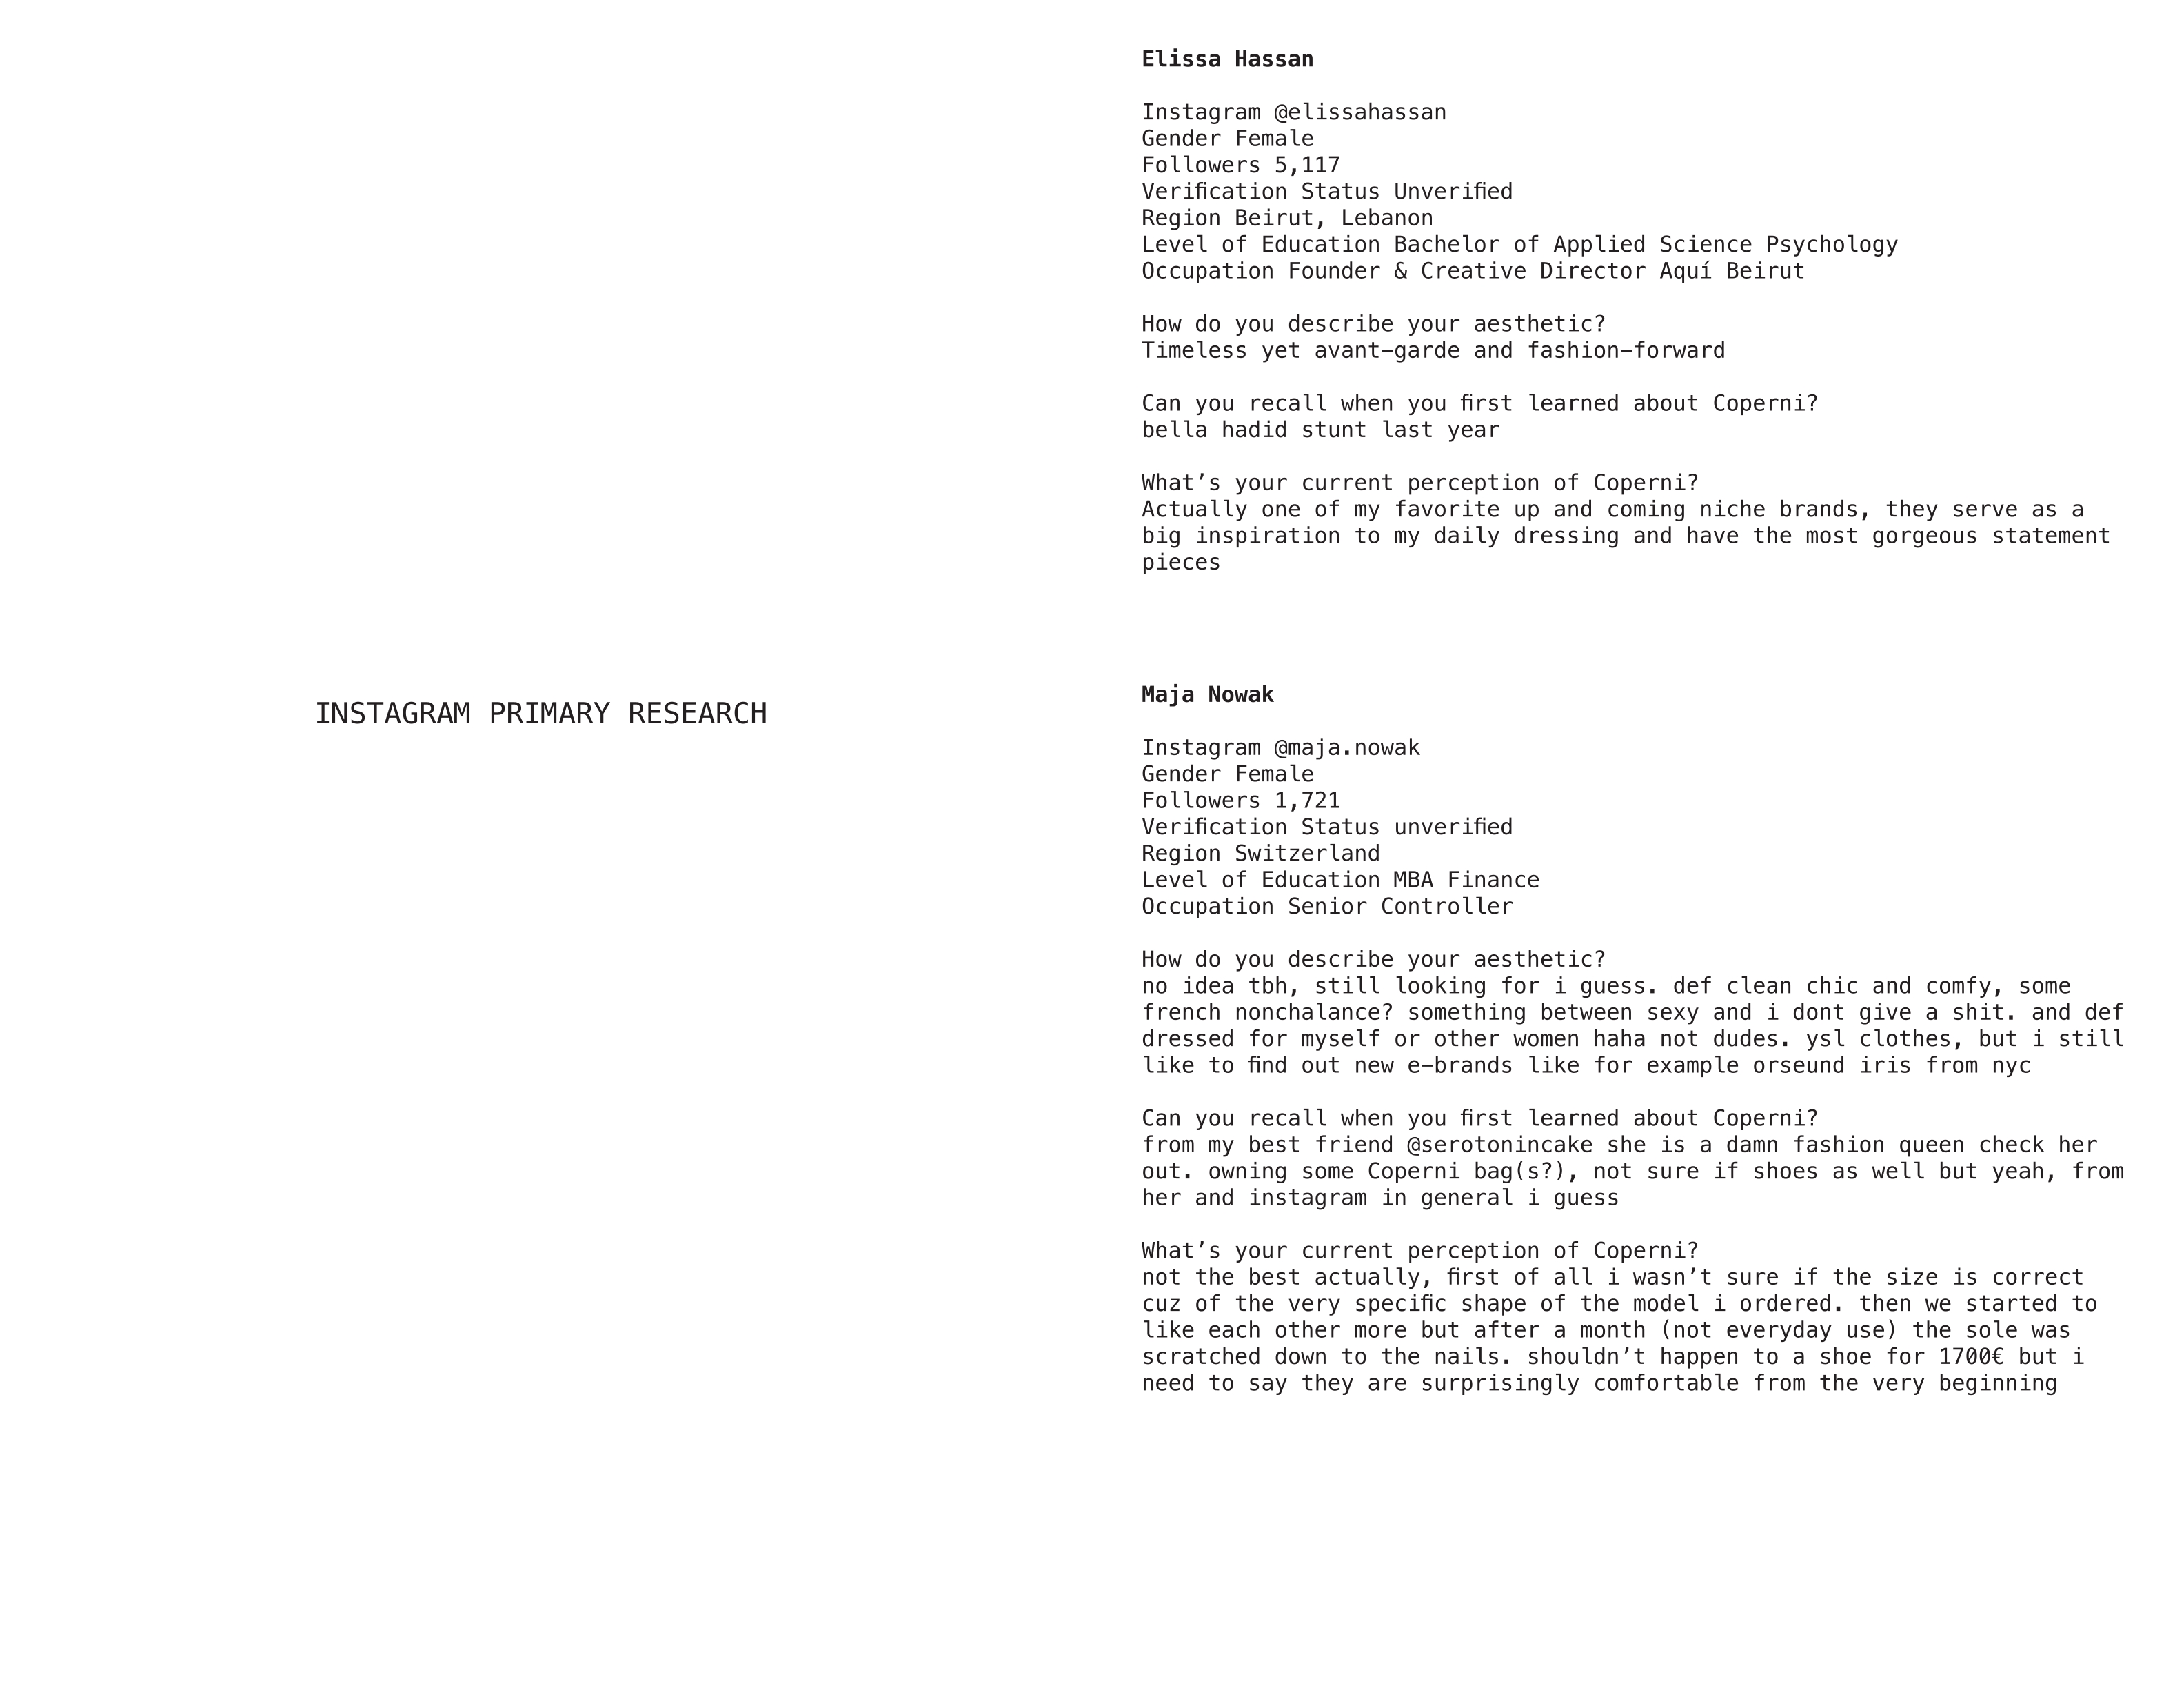 INSTAGRAM PRIMARY RESEARCH
Elissa Hassan
Instagram @elissahassan
Gender Female
Followers 5,117
Verification Status Unverified
Region Beirut, Lebanon
Level of Education Bachelor of Applied Science Psychology
Occupation Founder & Creative Director Aquí Beirut
How do you describe your aesthetic?
Timeless yet avant-garde and fashion-forward
Can you recall when you first learned about Coperni?
bella hadid stunt last year
What’s your current perception of Coperni?
Actually one of my favorite up and coming niche brands, they serve as a
big inspiration to my daily dressing and have the most gorgeous statement
pieces
Maja Nowak
Instagram @maja.nowak
Gender Female
Followers 1,721
Verification Status unverified
Region Switzerland
Level of Education MBA Finance
Occupation Senior Controller
How do you describe your aesthetic?
no idea tbh, still looking for i guess. def clean chic and comfy, some
french nonchalance? something between sexy and i dont give a shit. and def
dressed for myself or other women haha not dudes. ysl clothes, but i still
like to find out new e-brands like for example orseund iris from nyc
Can you recall when you first learned about Coperni?
from my best friend @serotonincake she is a damn fashion queen check her
out. owning some Coperni bag(s?), not sure if shoes as well but yeah, from
her and instagram in general i guess
What’s your current perception of Coperni?
not the best actually, first of all i wasn’t sure if the size is correct
cuz of the very specific shape of the model i ordered. then we started to
like each other more but after a month (not everyday use) the sole was
scratched down to the nails. shouldn’t happen to a shoe for 1700€ but i
need to say they are surprisingly comfortable from the very beginning